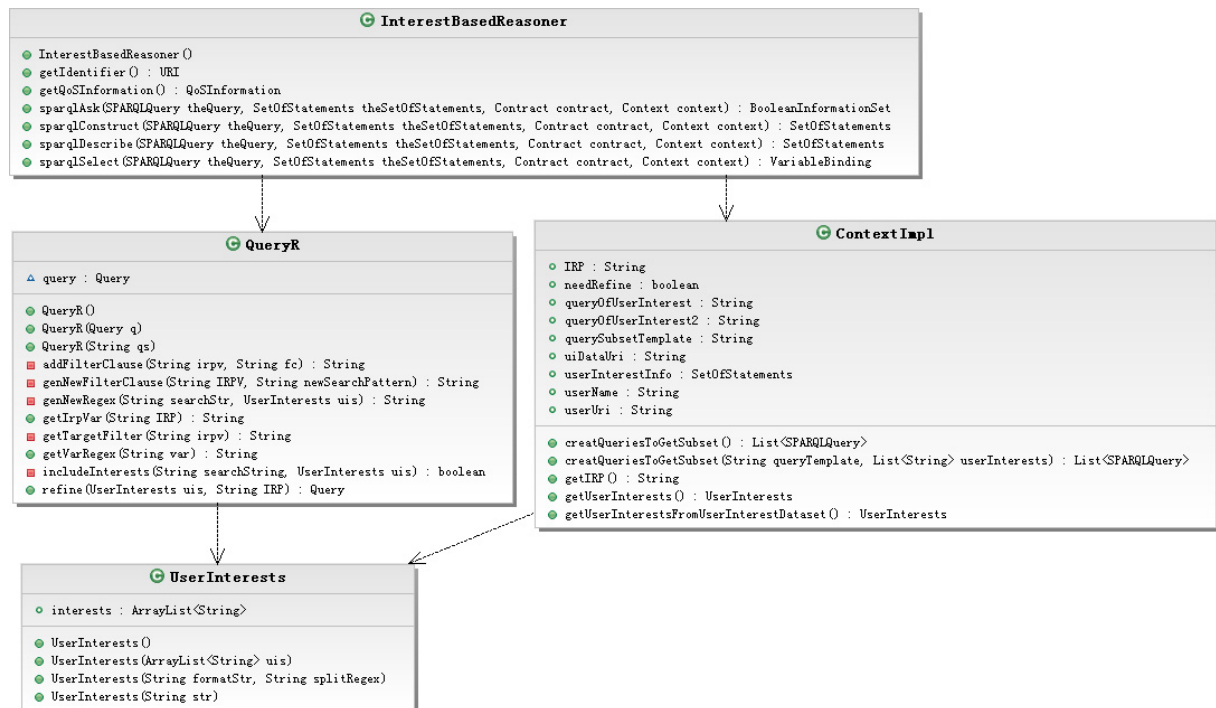 InterestBasedReasoner
InterestBasedReasoner()
getIdentifier() : URI
getQoSInformation() : QoSInformation
sparqlAsk(SPARQLQuery theQuery, SetOfStatements theSetOfStatements, Contract contract, Context context) : BooleanInformationSet
sparqlConstruct(SPARQLQuery theQuery, SetOfStatements theSetOfStatements, Contract contract, Context context) : SetOfStatements
sparqlDescribe(SPARQLQuery theQuery, SetOfStatements theSetOfStatements, Contract contract, Context context) : SetOfStatements
sparqlSelect(SPARQLQuery theQuery, SetOfStatements theSetOfStatements, Contract contract, Context context) : VariableBinding
QueryR
query : Query
QueryR()
QueryR(Query q)
QueryR(String qs)
addFilterClause(String irpv, String fc) : String
genNewFilterClause(String IRPV, String newSearchPattern) : String
genNewRegex(String searchStr, UserInterests uis) : String
getIrpVar(String IRP) : String
getTargetFilter(String irpv) : String
getVarRegex(String var) : String
includeInterests(String searchString, UserInterests uis) : boolean
refine(UserInterests uis, String IRP) : Query
ContextImpl
IRP : String
needRefine : boolean
queryOfUserInterest : String
queryOfUserInterest2 : String
querySubsetTemplate : String
uiDataUri : String
userInterestInfo : SetOfStatements
userName : String
userUri : String
creatQueriesToGetSubset() : List<SPARQLQuery>
creatQueriesToGetSubset(String queryTemplate, List<String> userInterests) : List<SPARQLQuery>
getIRP() : String
getUserInterests() : UserInterests
getUserInterestsFromUserInterestDataset() : UserInterests
UserInterests
interests : ArrayList<String>
UserInterests()
UserInterests(ArrayList<String> uis)
UserInterests(String formatStr, String splitRegex)
UserInterests(String str)